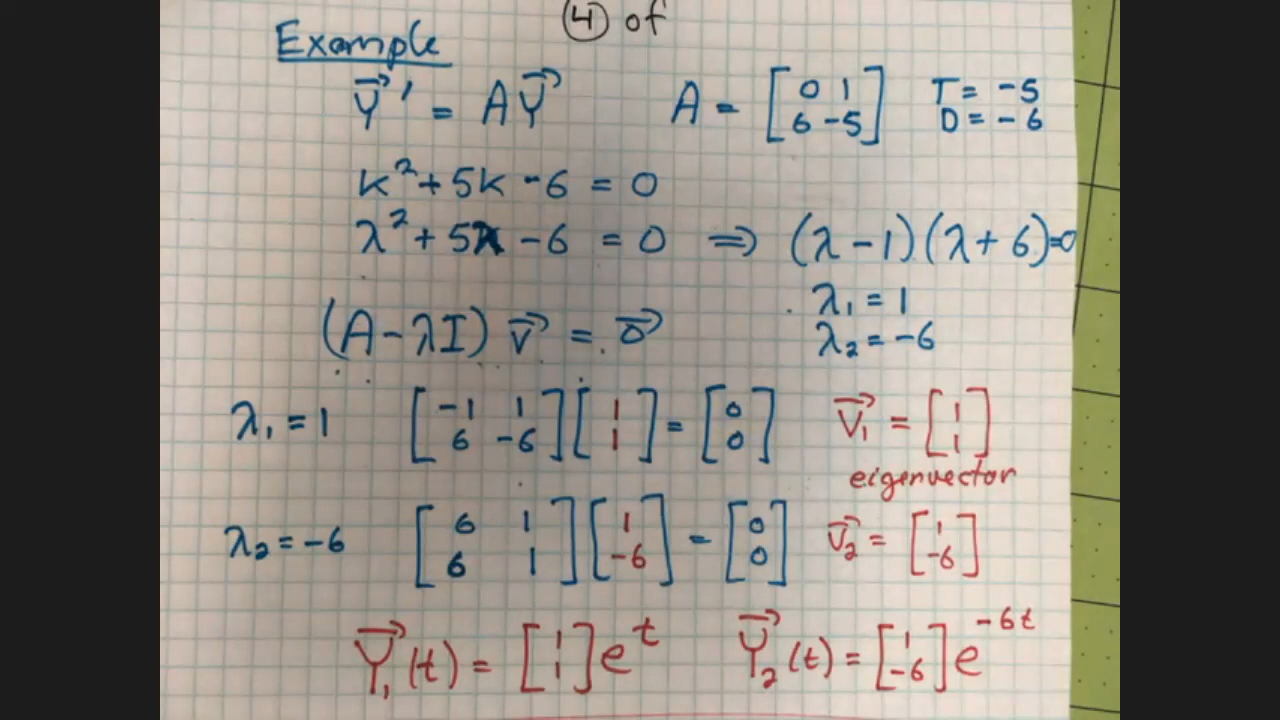 ④ of
Example
Y⃗' = AY⃗ A = [0 1; 6 -5] T = -5 D = -6
k² + 5k - 6 = 0
λ² + 5λ - 6 = 0 ⇒ (λ - 1)(λ + 6) = 0
λ₁ = 1
(A - λI) v⃗ = 0⃗ λ₂ = -6
λ₁ = 1 [-1 1; 6 -6] [1; 1] = [0; 0] V⃗₁ = [1; 1]
eigenvector
λ₂ = -6 [6 1; 6 1] [1; -6] = [0; 0] V⃗₂ = [1; -6]
Y⃗₁(t) = [1; 1] eᵗ Y⃗₂(t) = [1; -6] e⁻⁶ᵗ